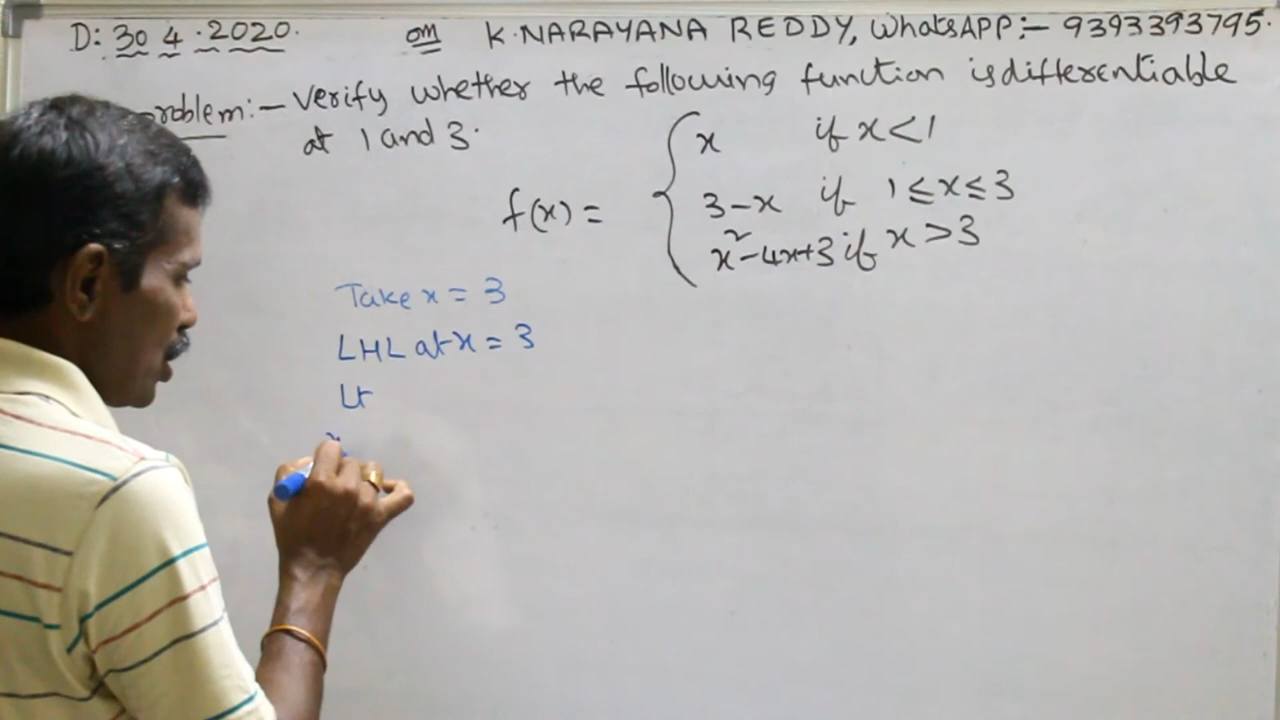 D: 30 4.2020. om K.NARAYANA REDDY, WhatsAPP:- 9393393795.
roblem:- Verify whether the following function is differentiable
at 1 and 3.
f(x) = { x if x<1
3-x if 1≤x≤3
x²-4x+3 if x>3
Take x = 3
LHL at x = 3
Lt
x